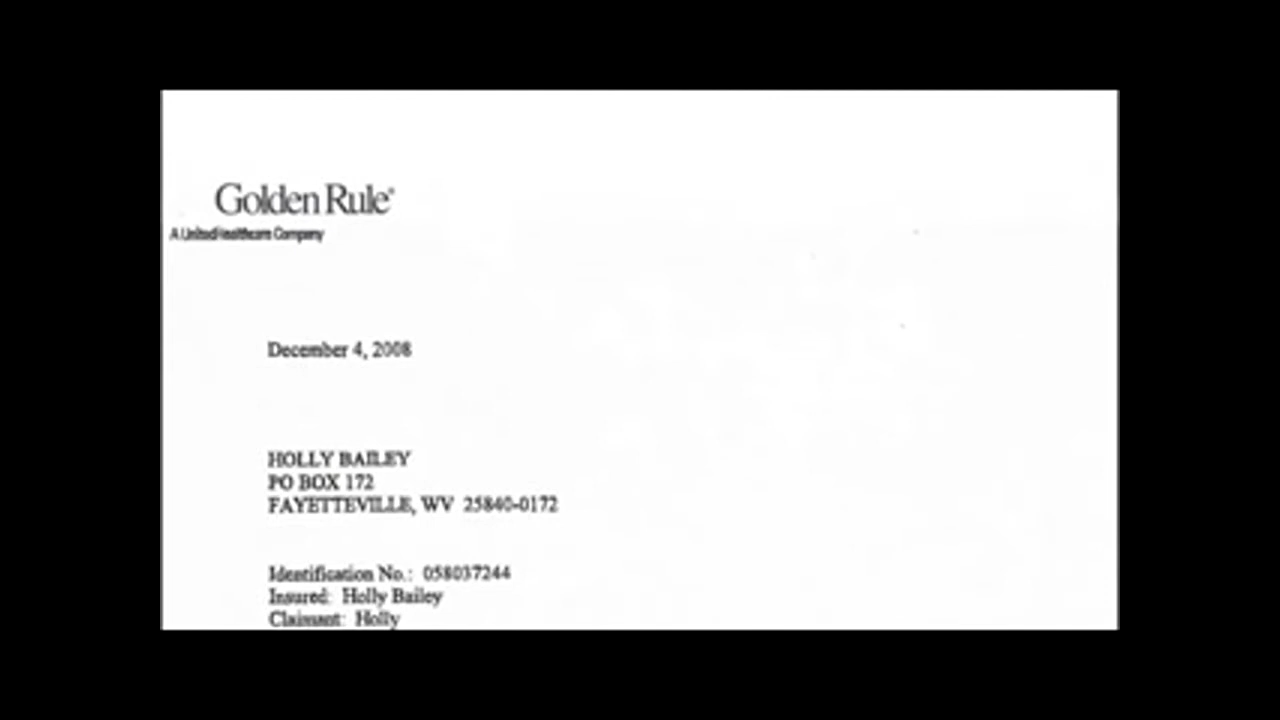 Golden Rule®
A UnitedHealthcare Company
December 4, 2008
HOLLY BAILEY
PO BOX 172
FAYETTEVILLE, WV 25840-0172
Identification No.: 058037244
Insured: Holly Bailey
Claimant: Holly